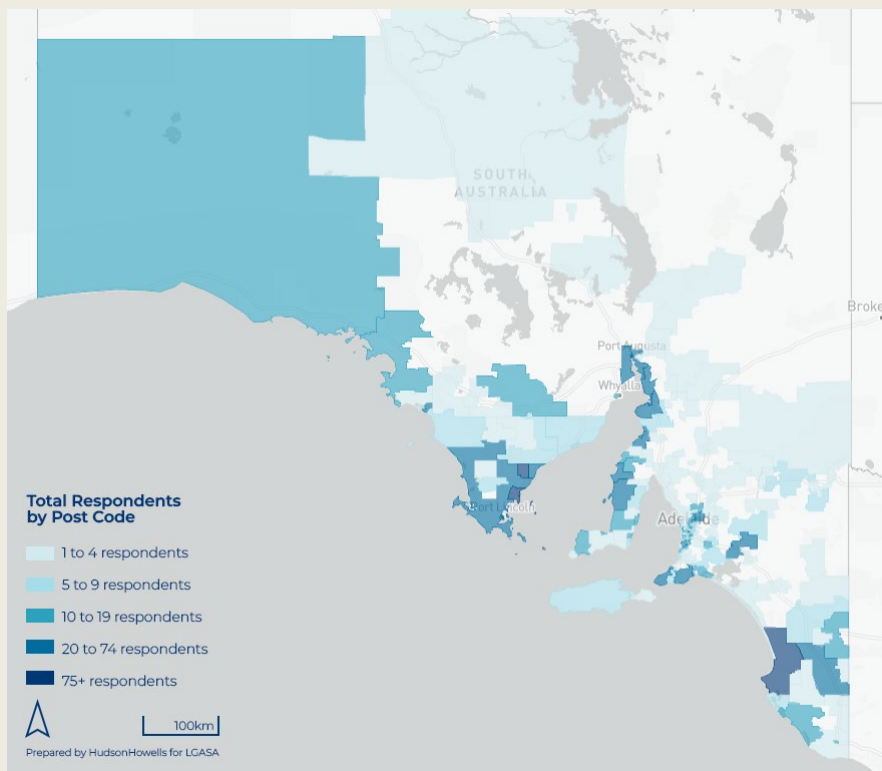 SOUTH
AUSTRALIA
Broke
Port Augusta
Whyalla
Port Lincoln
Adelaide
Total Respondents
by Post Code
1 to 4 respondents
5 to 9 respondents
10 to 19 respondents
20 to 74 respondents
75+ respondents
100km
Prepared by HudsonHowells for LGASA